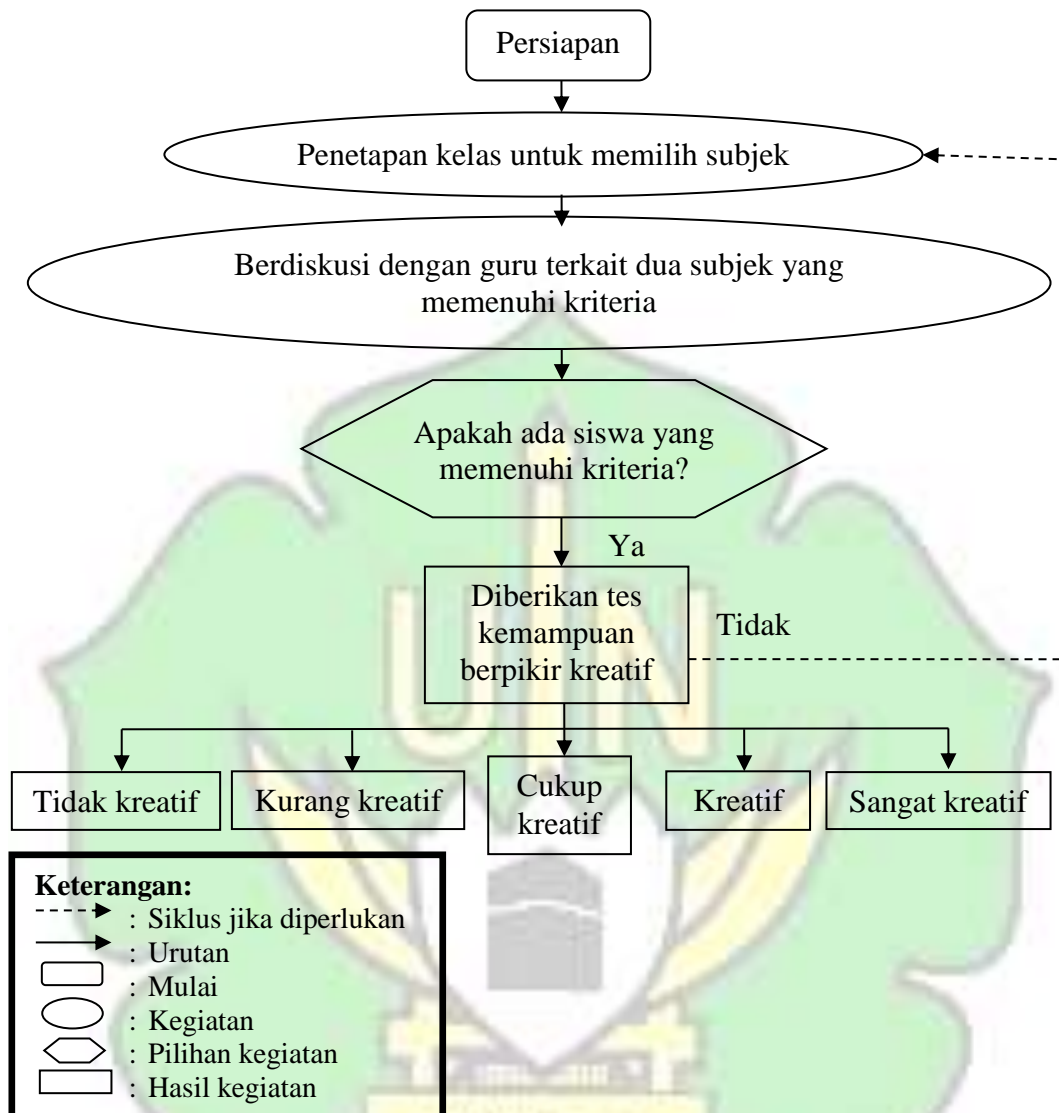 Persiapan
Penetapan kelas untuk memilih subjek
Berdiskusi dengan guru terkait dua subjek yang
memenuhi kriteria
Apakah ada siswa yang
memenuhi kriteria?
Ya
Diberikan tes
kemampuan
berpikir kreatif
Tidak
Tidak kreatif
Kurang kreatif
Cukup
kreatif
Kreatif
Sangat kreatif
Keterangan:
: Siklus jika diperlukan
: Urutan
: Mulai
: Kegiatan
: Pilihan kegiatan
: Hasil kegiatan
UIN